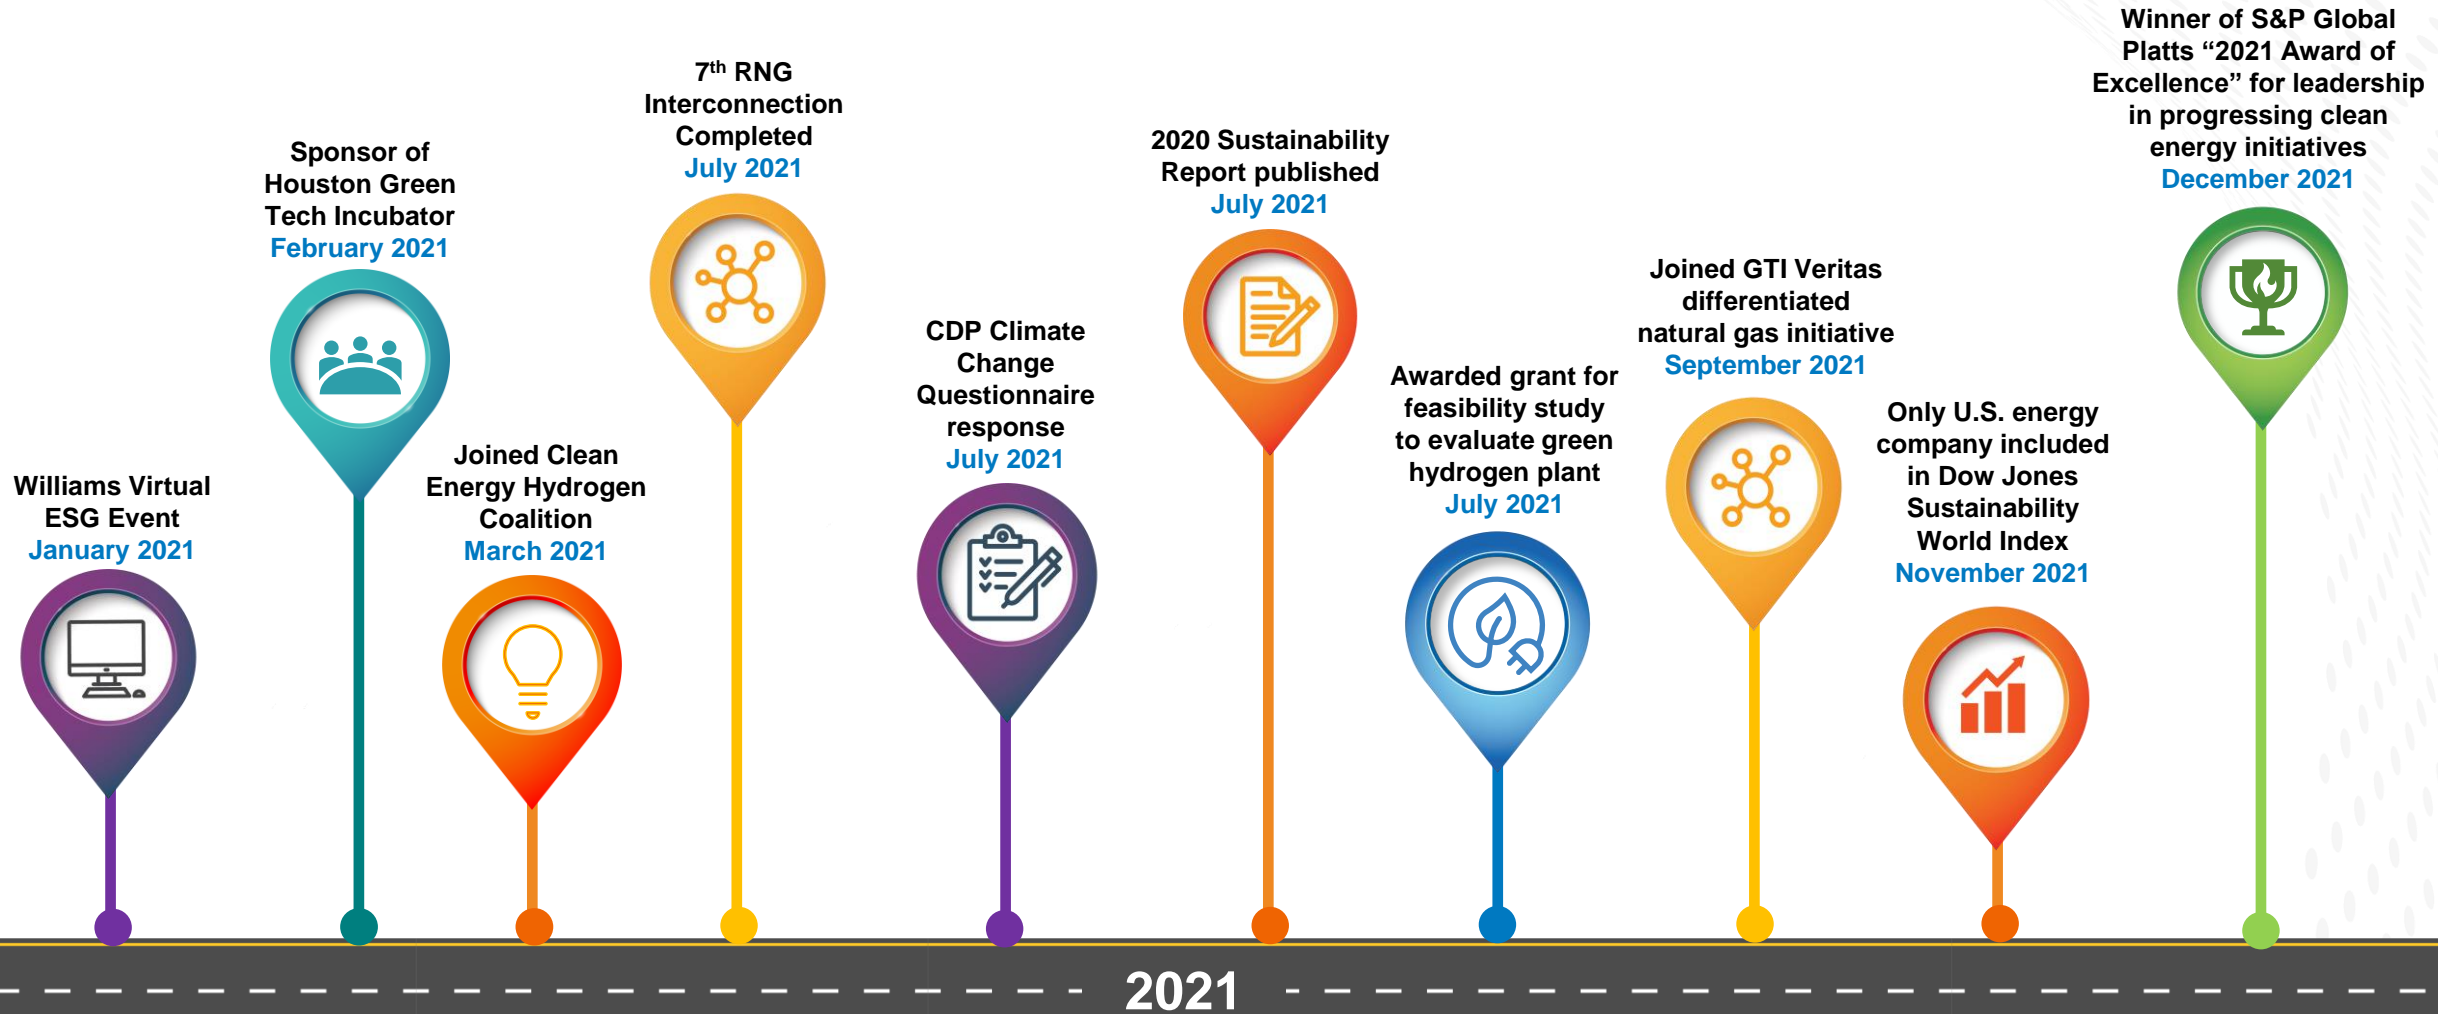 Williams Virtual
ESG Event
January 2021
Sponsor of
Houston Green
Tech Incubator
February 2021
Joined Clean
Energy Hydrogen
Coalition
March 2021
7th RNG
Interconnection
Completed
July 2021
CDP Climate
Change
Questionnaire
response
July 2021
2020 Sustainability
Report published
July 2021
Awarded grant for
feasibility study
to evaluate green
hydrogen plant
July 2021
Joined GTI Veritas
differentiated
natural gas initiative
September 2021
Only U.S. energy
company included
in Dow Jones
Sustainability
World Index
November 2021
Winner of S&P Global
Platts “2021 Award of
Excellence” for leadership
in progressing clean
energy initiatives
December 2021
2021